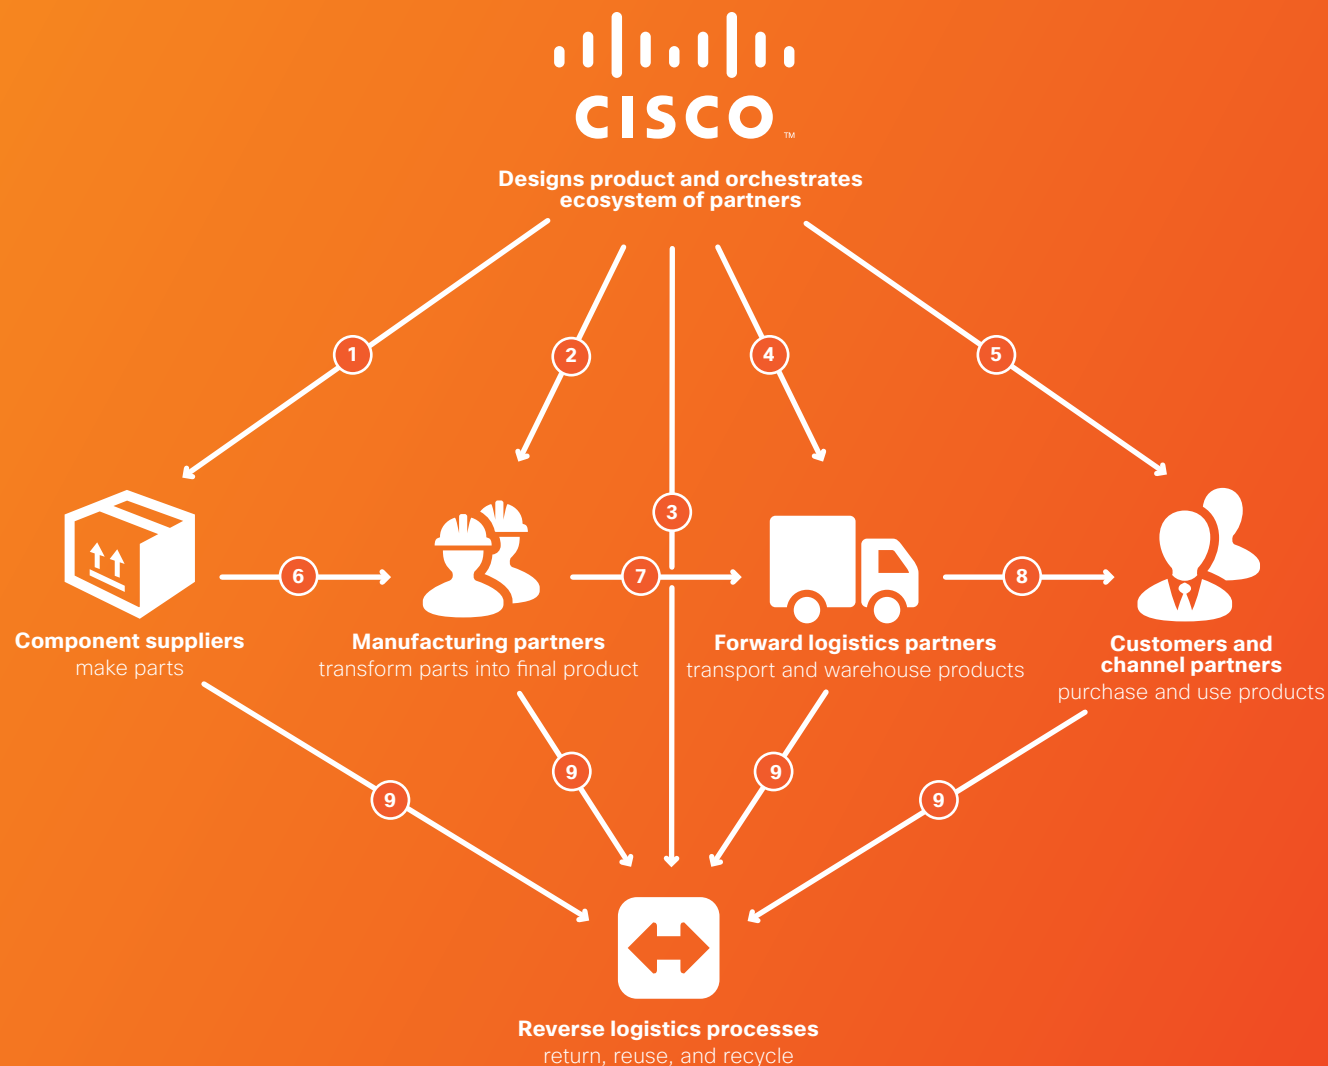 CISCO
TM
Designs product and orchestrates
ecosystem of partners
1
2
4
5
3
6
7
8
Component suppliers
make parts
Manufacturing partners
transform parts into final product
Forward logistics partners
transport and warehouse products
Customers and
channel partners
purchase and use products
9
9
9
9
Reverse logistics processes
return, reuse, and recycle